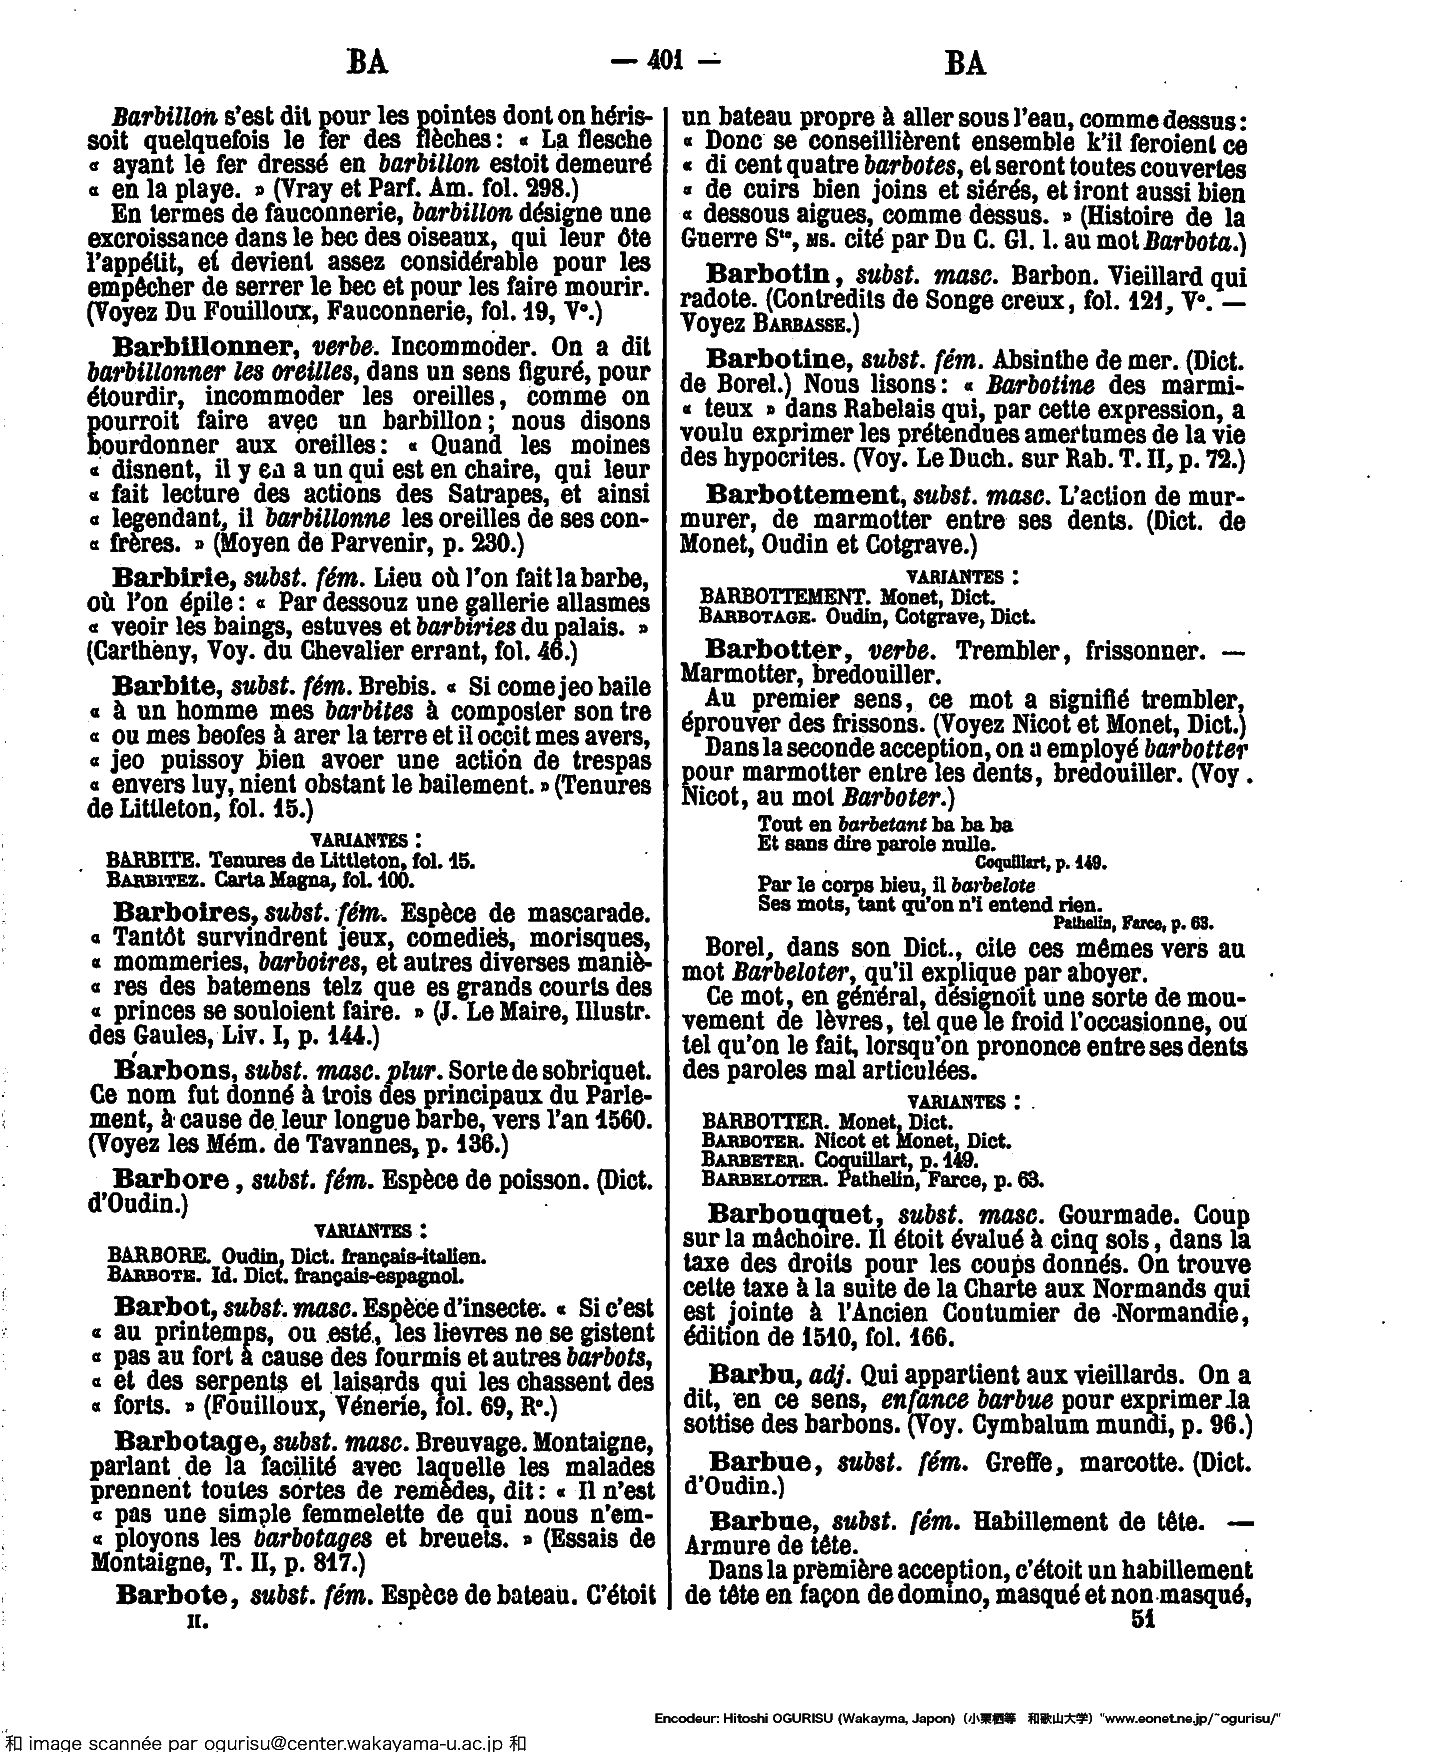 BA — 401 — BA
Barbillon s'est dit pour les pointes dont on héris-
soit quelquefois le fer des flèches : « La flesche
« ayant le fer dressé en barbillon estoit demeuré
« en la playe. » (Vray et Parf. Am. fol. 298.)
En termes de fauconnerie, barbillon désigne une
excroissance dans le bec des oiseaux, qui leur ôte
l'appétit, et devient assez considérable pour les
empêcher de serrer le bec et pour les faire mourir.
(Voyez Du Fouilloux, Fauconnerie, fol. 19, V°.)
Barbillonner, verbe. Incommoder. On a dit
barbillonner les oreilles, dans un sens figuré, pour
étourdir, incommoder les oreilles, comme on
pourroit faire avec un barbillon ; nous disons
bourdonner aux oreilles : « Quand les moines
« disnent, il y en a un qui est en chaire, qui leur
« fait lecture des actions des Satrapes, et ainsi
« legendant, il barbillonne les oreilles de ses con-
« frères. » (Moyen de Parvenir, p. 230.)
Barbirie, subst. fém. Lieu où l'on fait la barbe,
où l'on épile : « Par dessouz une gallerie allasmes
« veoir les baings, estuves et barbiries du palais. »
(Cartheny, Voy. du Chevalier errant, fol. 46.)
Barbite, subst. fém. Brebis. « Si come jeo baile
« à un homme mes barbites à composter son tre
« ou mes beofes à arer la terre et il occit mes avers,
« jeo puissoy bien avoer une action de trespas
« envers luy, nient obstant le bailement. » (Tenures
de Littleton, fol. 15.)
VARIANTES :
BARBITE. Tenures de Littleton, fol. 15.
BARBITEZ. Carta Magna, fol. 100.
Barboires, subst. fém. Espèce de mascarade.
« Tantôt survindrent jeux, comedies, morisques,
« mommeries, barboires, et autres diverses maniè-
« res des batemens telz que es grands courts des
« princes se souloient faire. » (J. Le Maire, Illustr.
des Gaules, Liv. I, p. 144.)
Barbons, subst. masc. plur. Sorte de sobriquet.
Ce nom fut donné à trois des principaux du Parle-
ment, à cause de leur longue barbe, vers l'an 1560.
(Voyez les Mém. de Tavannes, p. 136.)
Barbore, subst. fém. Espèce de poisson. (Dict.
d'Oudin.)
VARIANTES :
BARBORE. Oudin, Dict. français-italien.
BARBOTE. Id. Dict. français-espagnol.
Barbot, subst. masc. Espèce d'insecte. « Si c'est
« au printemps, ou esté, les lievres ne se gistent
« pas au fort à cause des fourmis et autres barbots,
« et des serpents et laisards qui les chassent des
« forts. » (Fouilloux, Vénerie, fol. 69, R°.)
Barbotage, subst. masc. Breuvage. Montaigne,
parlant de la facilité avec laquelle les malades
prennent toutes sortes de remèdes, dit : « Il n'est
« pas une simple femmelette de qui nous n'em-
« ployons les barbotages et breuets. » (Essais de
Montaigne, T. II, p. 817.)
Barbote, subst. fém. Espèce de bateau. C'étoit
II.
un bateau propre à aller sous l'eau, comme dessus :
« Donc se conseillièrent ensemble k'il feroient ce
« di cent quatre barbotes, et seront toutes couvertes
« de cuirs bien joins et siérés, et iront aussi bien
« dessous aigues, comme dessus. » (Histoire de la
Guerre Ste, MS. cité par Du C. Gl. l. au mot Barbota.)
Barbotin, subst. masc. Barbon. Vieillard qui
radote. (Contredits de Songe creux, fol. 121, V°. —
Voyez BARBASSE.)
Barbotine, subst. fém. Absinthe de mer. (Dict.
de Borel.) Nous lisons : « Barbotine des marmi-
« teux » dans Rabelais qui, par cette expression, a
voulu exprimer les prétendues amertumes de la vie
des hypocrites. (Voy. Le Duch. sur Rab. T. II, p. 72.)
Barbottement, subst. masc. L'action de mur-
murer, de marmotter entre ses dents. (Dict. de
Monet, Oudin et Cotgrave.)
VARIANTES :
BARBOTTEMENT. Monet, Dict.
BARBOTAGE. Oudin, Cotgrave, Dict.
Barbotter, verbe. Trembler, frissonner. —
Marmotter, bredouiller.
Au premier sens, ce mot a signifié trembler,
éprouver des frissons. (Voyez Nicot et Monet, Dict.)
Dans la seconde acception, on a employé barbotter
pour marmotter entre les dents, bredouiller. (Voy.
Nicot, au mot Barboter.)
Tout en barbetant ba ba ba
Et sans dire parole nulle.
Coquillart, p. 149.
Par le corps bieu, il barbelote
Ses mots, tant qu'on n'i entend rien.
Pathelin, Farce, p. 63.
Borel, dans son Dict., cite ces mêmes vers au
mot Barbeloter, qu'il explique par aboyer.
Ce mot, en général, désignoit une sorte de mou-
vement de lèvres, tel que le froid l'occasionne, ou
tel qu'on le fait, lorsqu'on prononce entre ses dents
des paroles mal articulées.
VARIANTES :
BARBOTTER. Monet, Dict.
BARBOTER. Nicot et Monet, Dict.
BARBETER. Coquillart, p. 149.
BARBELOTER. Pathelin, Farce, p. 63.
Barbouquet, subst. masc. Gourmade. Coup
sur la mâchoire. Il étoit évalué à cinq sols, dans la
taxe des droits pour les coups donnés. On trouve
cette taxe à la suite de la Charte aux Normands qui
est jointe à l'Ancien Coutumier de Normandie,
édition de 1510, fol. 166.
Barbu, adj. Qui appartient aux vieillards. On a
dit, en ce sens, enfance barbue pour exprimer la
sottise des barbons. (Voy. Cymbalum mundi, p. 96.)
Barbue, subst. fém. Greffe, marcotte. (Dict.
d'Oudin.)
Barbue, subst. fém. Habillement de tête. —
Armure de tête.
Dans la première acception, c'étoit un habillement
de tête en façon de domino, masqué et non masqué,
51
Encodeur: Hitoshi OGURISU (Wakayma, Japon) (小栗栖等 和歌山大学) "www.eonet.ne.jp/~ogurisu/"
和 image scannée par ogurisu@center.wakayama-u.ac.jp 和